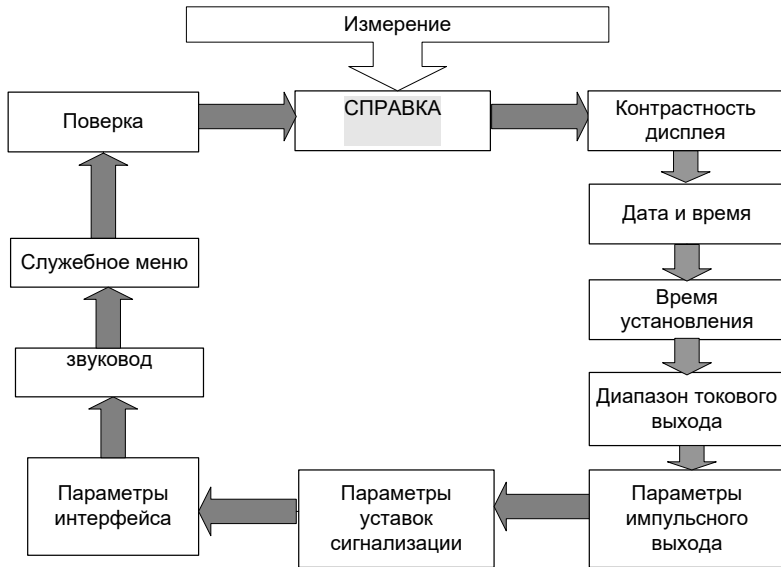 Измерение
СПРАВКА
Контрастность
дисплея
Дата и время
Время
установления
Диапазон токового
выхода
Параметры
импульсного
выхода
Параметры
уставок
сигнализации
Параметры
интерфейса
звуковод
Служебное меню
Поверка